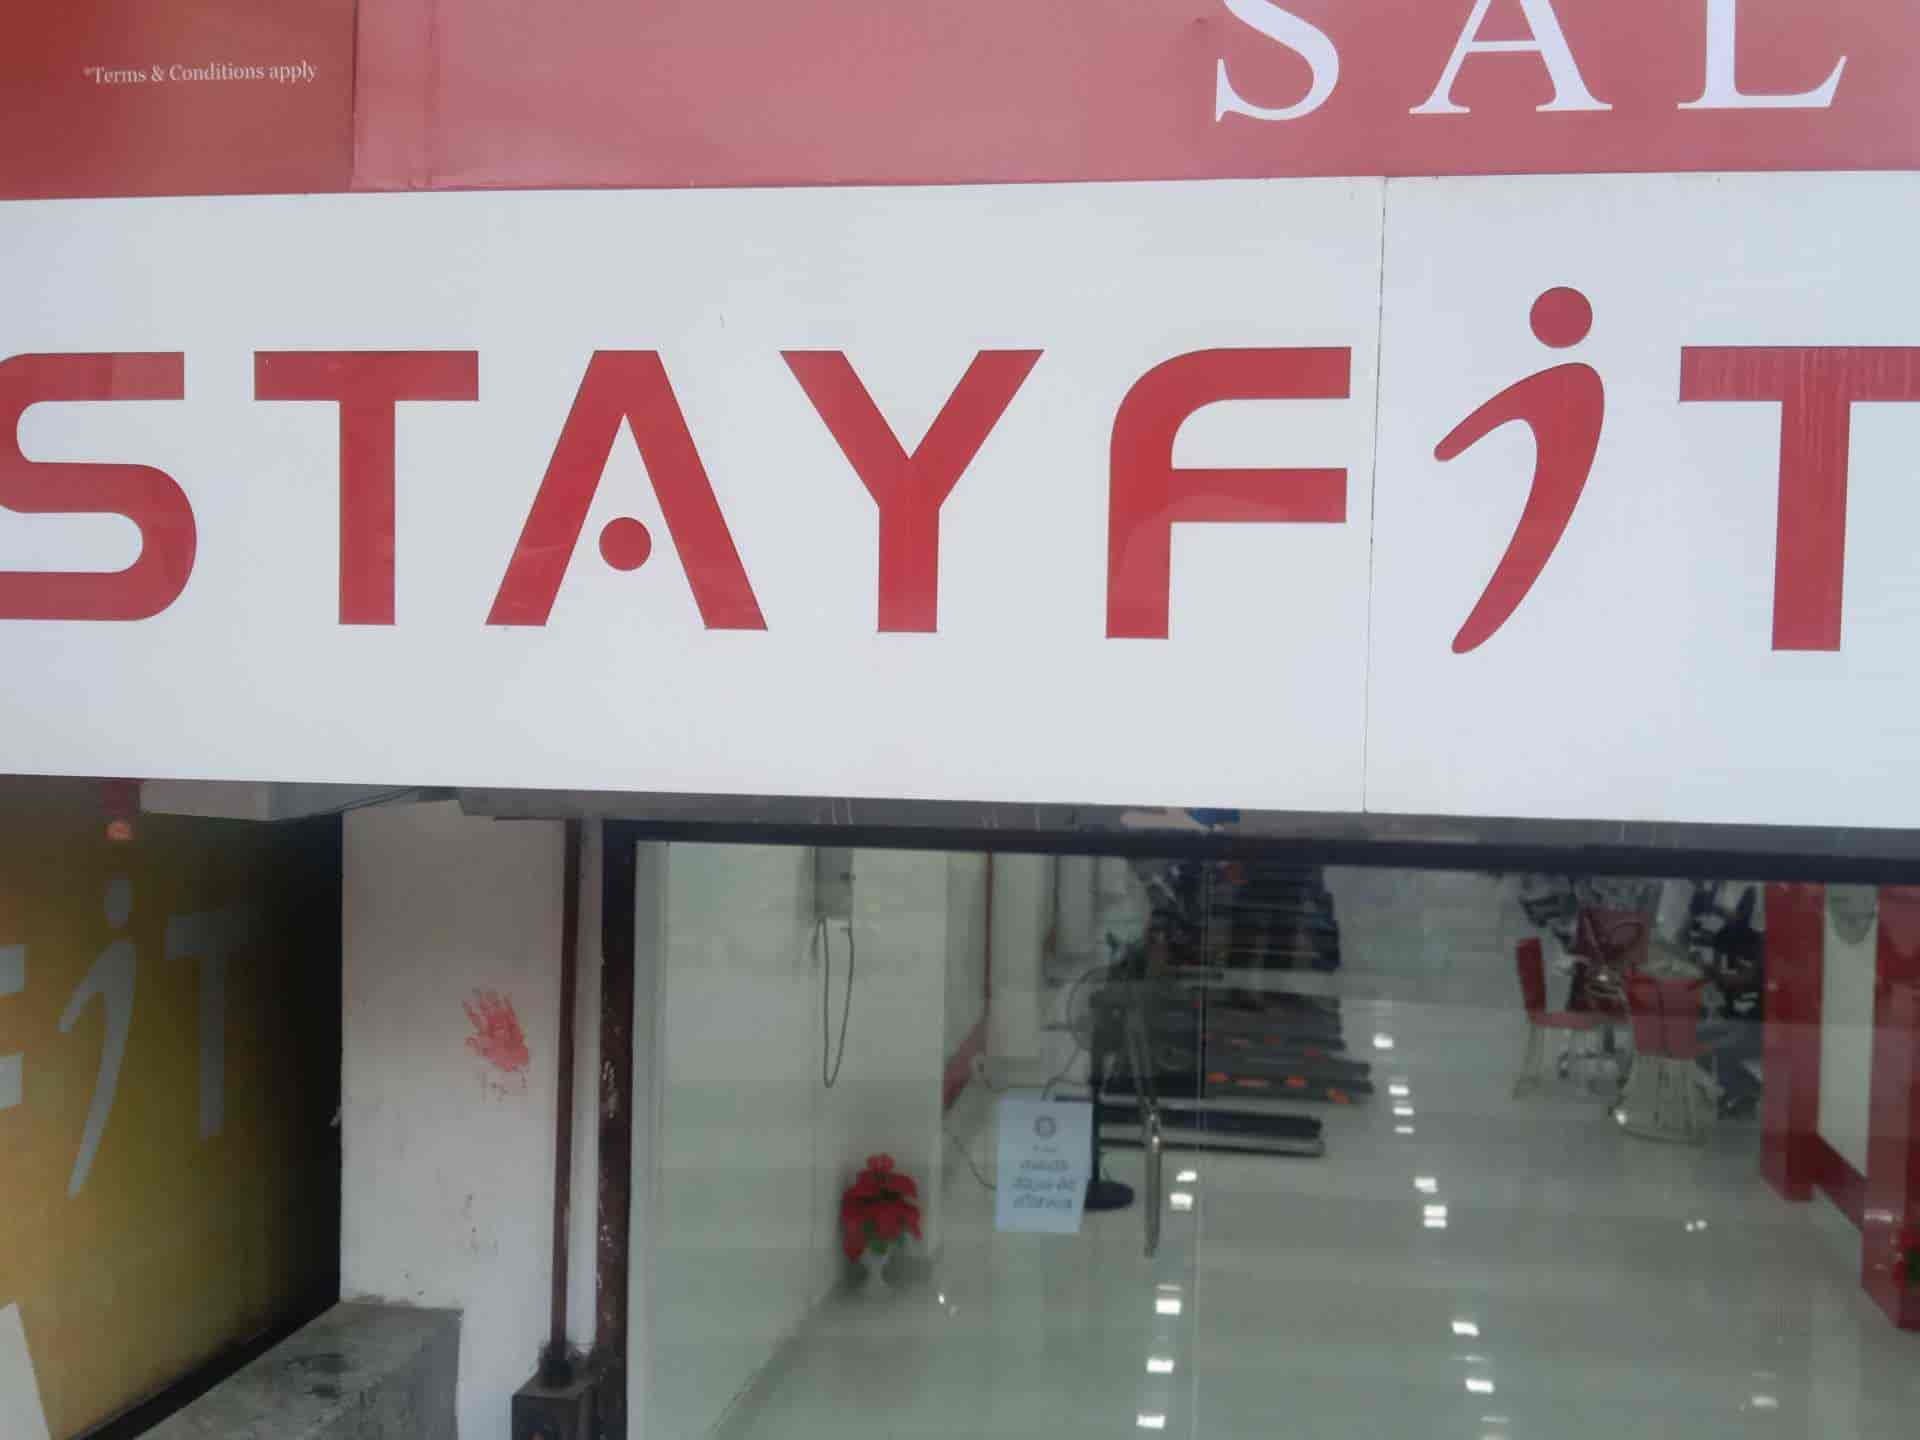 *Terms & Conditions apply
SAL
STAYFiT
FiT